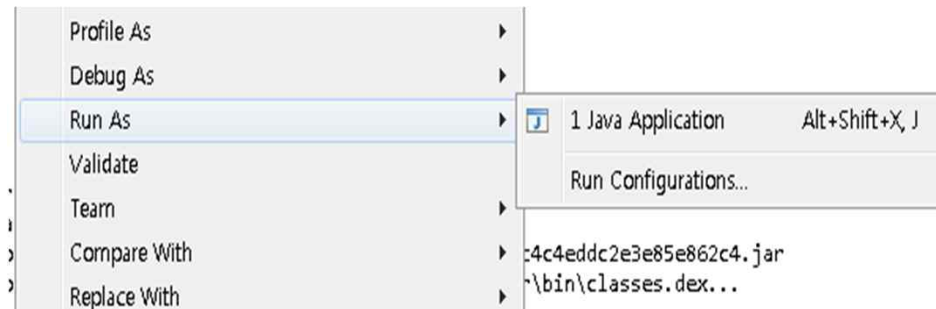 Profile As
Debug As
Run As
1 Java Application Alt+Shift+X, J
Validate
Run Configurations...
Team
Compare With
c4c4eddc2e3e85e862c4.jar
Replace With
\bin\classes.dex...